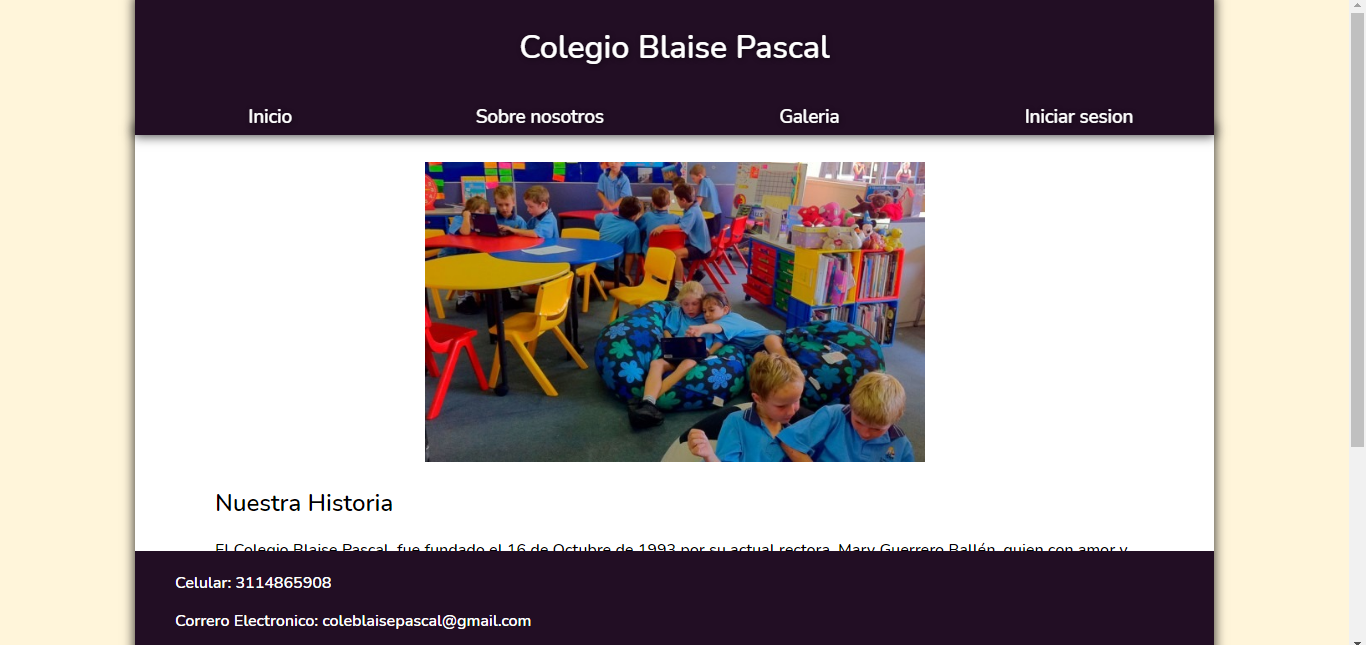 Colegio Blaise Pascal
Inicio Sobre nosotros Galeria Iniciar sesion
Nuestra Historia
El Colegio Blaise Pascal, fue fundado el 16 de Octubre de 1993 por su actual rectora, Mary Guerrero Ballén, quien con amor y
Celular: 3114865908
Correro Electronico: coleblaisepascal@gmail.com